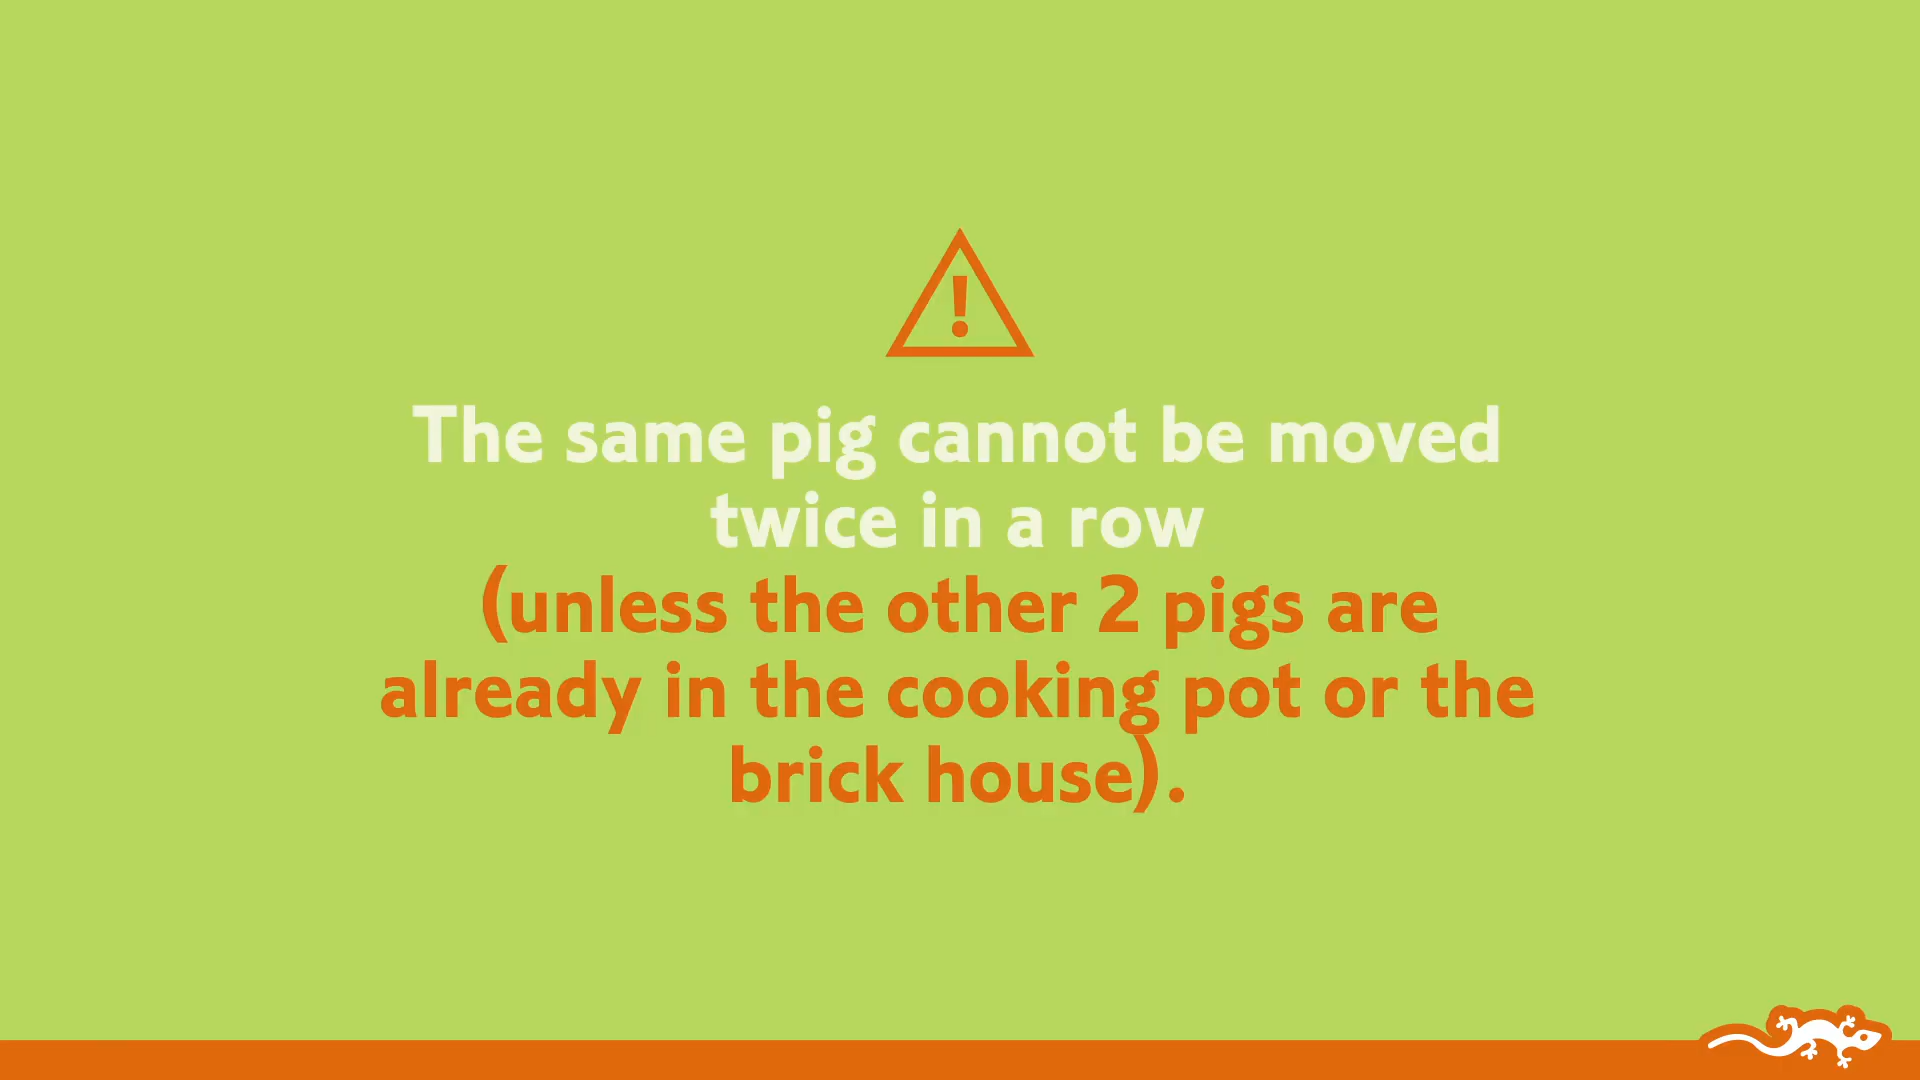 The same pig cannot be moved
twice in a row
(unless the other 2 pigs are
already in the cooking pot or the
brick house).